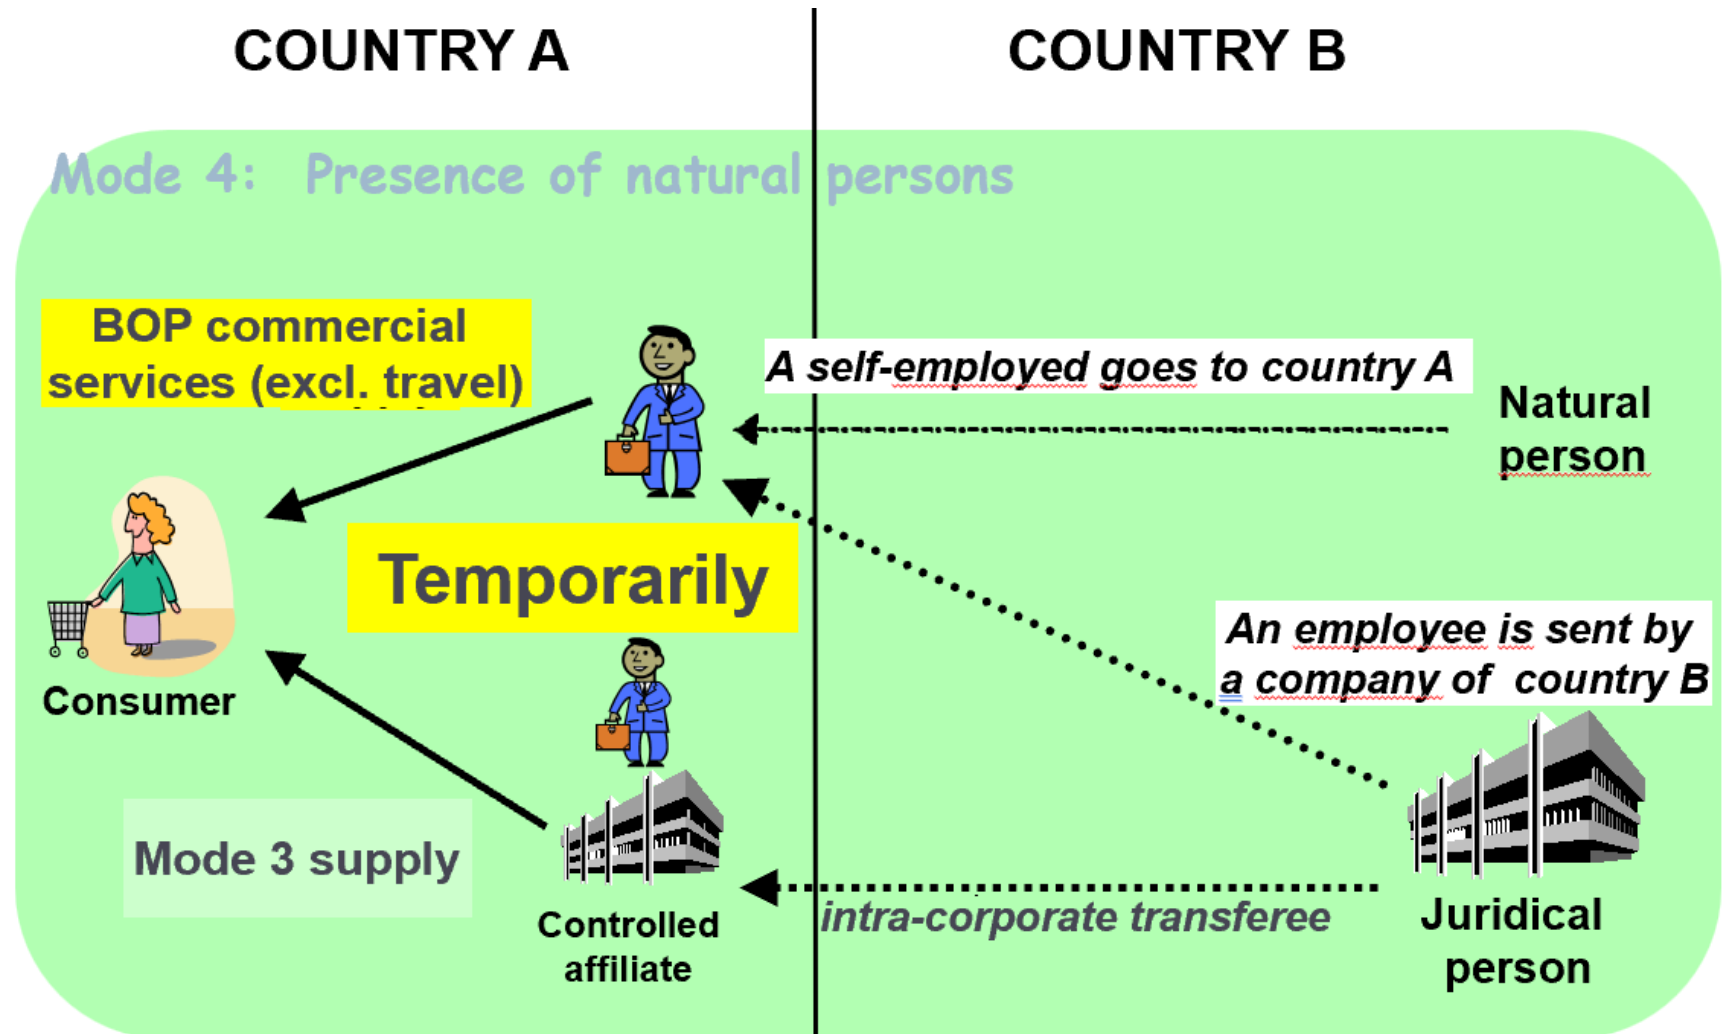 COUNTRY A
COUNTRY B
Mode 4: Presence of natural persons
BOP commercial
services (excl. travel)
A self-employed goes to country A
Natural
person
Temporarily
An employee is sent by
a company of country B
Consumer
Mode 3 supply
Controlled
affiliate
intra-corporate transferee
Juridical
person